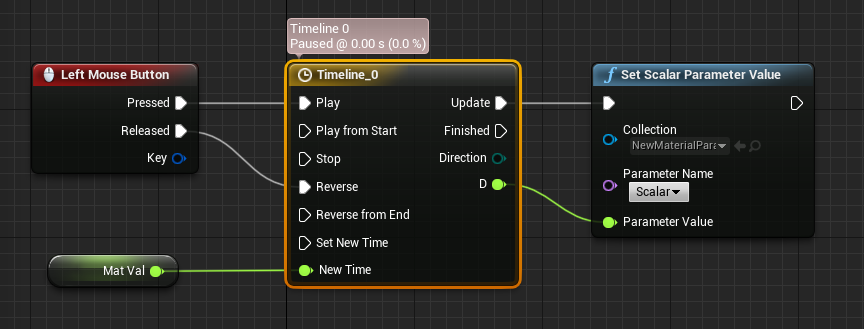 Timeline 0
Paused @ 0.00 s (0.0 %)
Left Mouse Button
Pressed
Released
Key
Timeline_0
Play
Update
Play from Start
Finished
Stop
Direction
Reverse
D
Reverse from End
Set New Time
New Time
Mat Val
Set Scalar Parameter Value
Collection
NewMaterialPara
Parameter Name
Scalar
Parameter Value